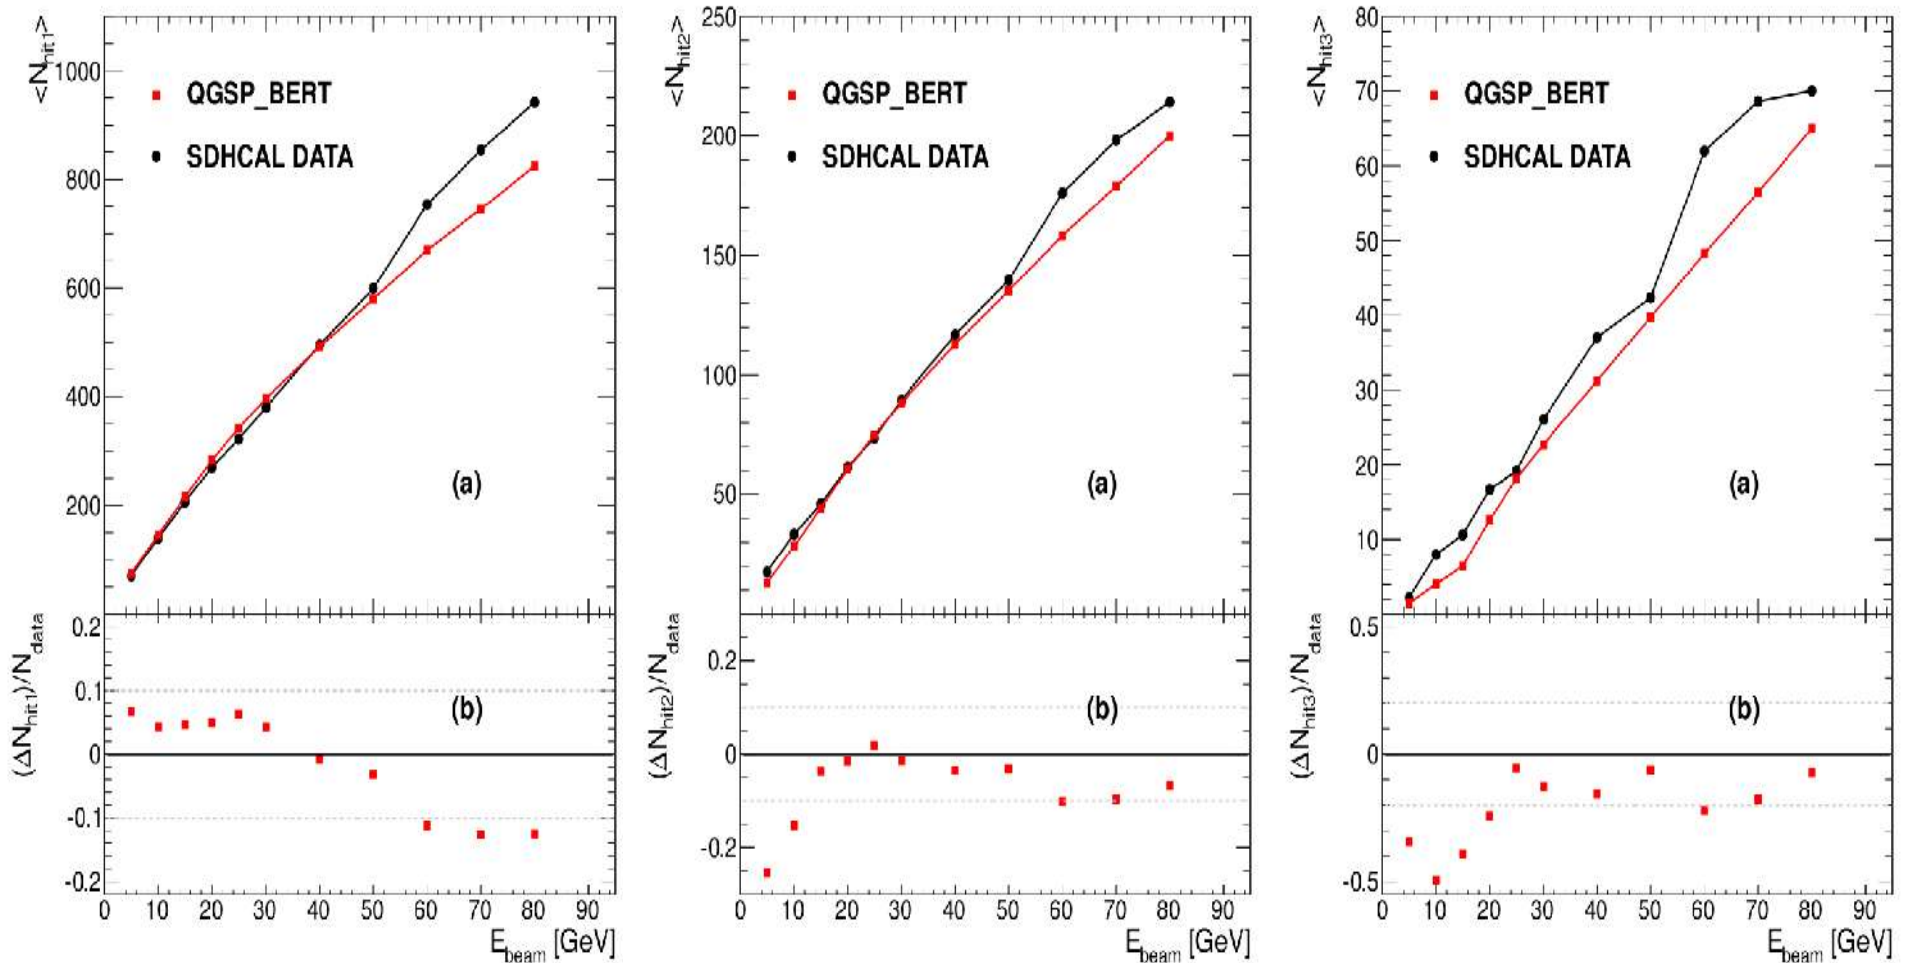 <N_hit1>
1000
800
600
400
200
QGSP_BERT
SDHCAL DATA
(a)
(ΔN_hit1)/N_data
0.2
0.1
0
-0.1
-0.2
(b)
0 10 20 30 40 50 60 70 80 90
E_beam [GeV]
<N_hit2>
250
200
150
100
50
QGSP_BERT
SDHCAL DATA
(a)
(ΔN_hit2)/N_data
0.2
0
-0.2
(b)
0 10 20 30 40 50 60 70 80 90
E_beam [GeV]
<N_hit3>
80
70
60
50
40
30
20
10
QGSP_BERT
SDHCAL DATA
(a)
(ΔN_hit3)/N_data
0.5
0
-0.5
(b)
0 10 20 30 40 50 60 70 80 90
E_beam [GeV]